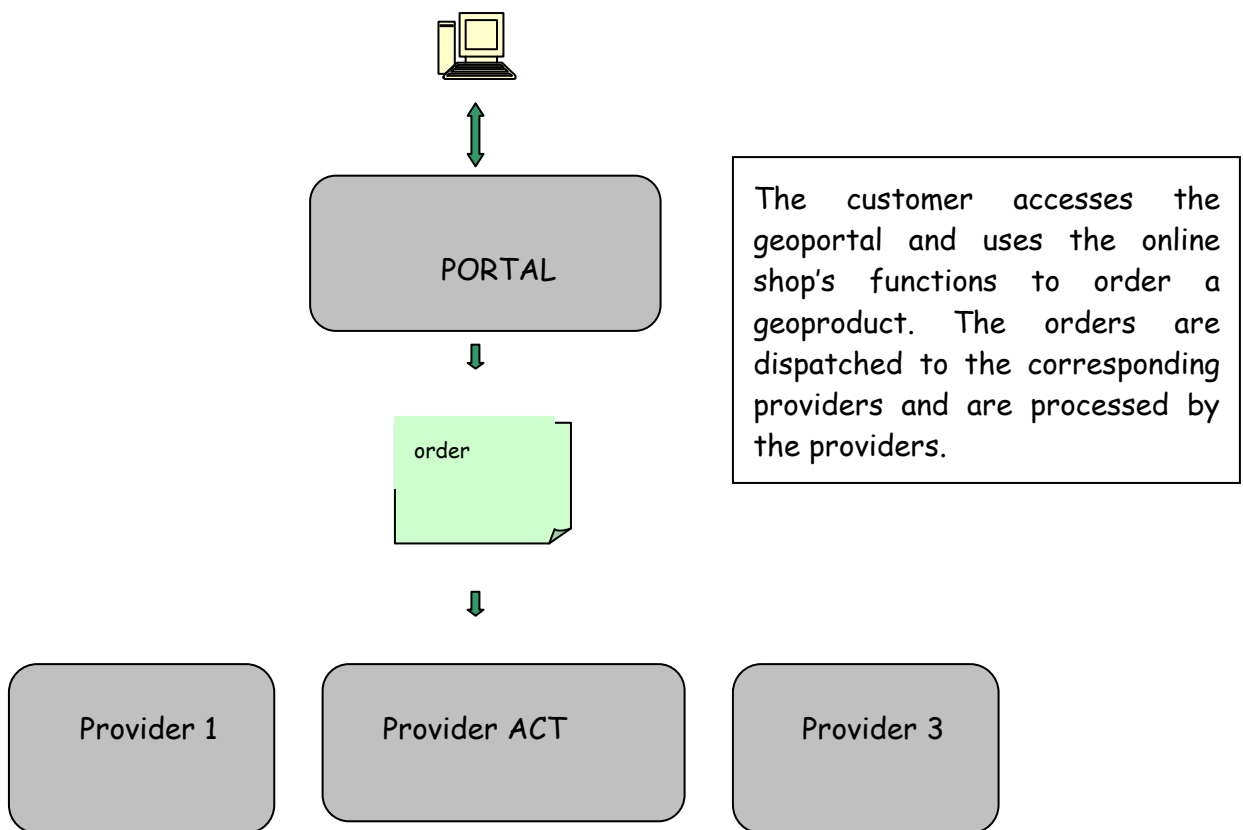 PORTAL
The customer accesses the
geoportal and uses the online
shop's functions to order a
geoproduct. The orders are
dispatched to the corresponding
providers and are processed by
the providers.
order
Provider 1
Provider ACT
Provider 3